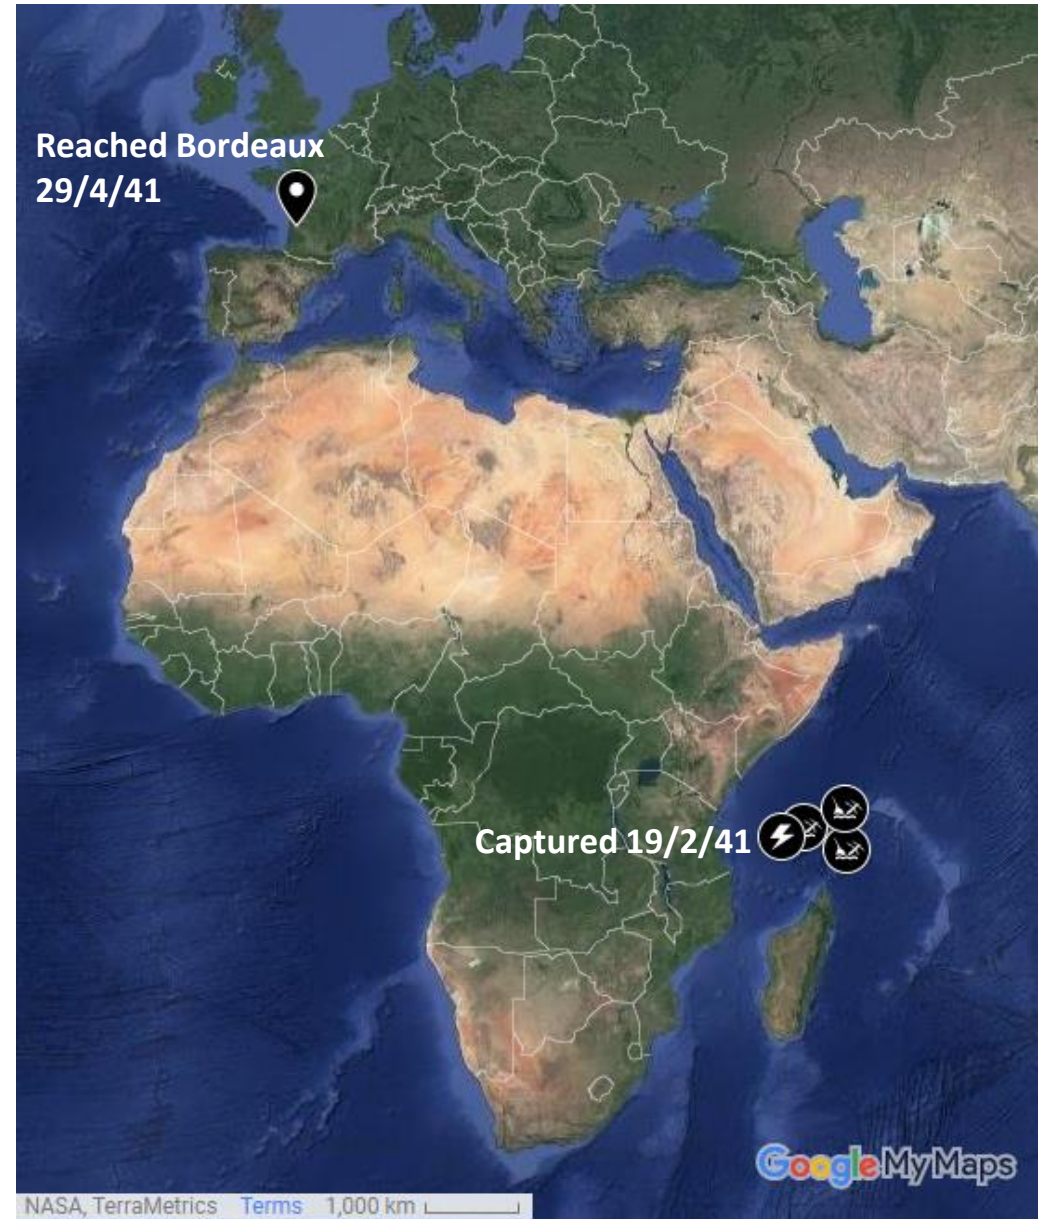 Reached Bordeaux
29/4/41
Captured 19/2/41
Google My Maps
NASA, TerraMetrics Terms 1,000 km